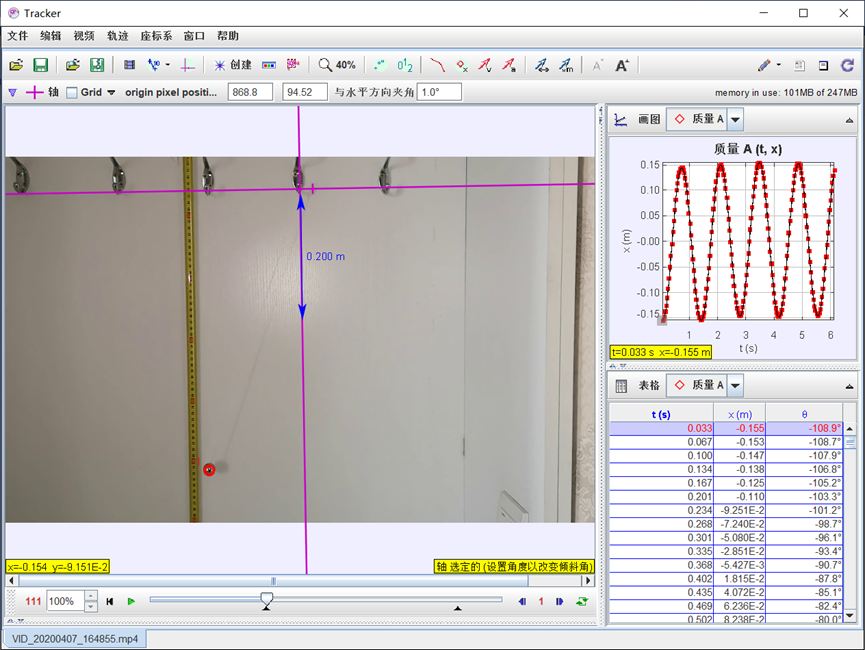 Tracker
文件 编辑 视频 轨迹 坐标系 窗口 帮助
创建 40%
轴 Grid origin pixel positi... 868.8 94.52 与水平方向夹角 1.0° memory in use: 101MB of 247MB
画图 质量 A
质量 A (t, x)
0.15
0.10
0.05
-0.00
-0.05
-0.10
-0.15
x (m)
1 2 3 4 5 6
t (s)
t=0.033 s x=-0.155 m
0.200 m
表格 质量 A
t (s) x (m) θ
0.033 -0.155 -108.9°
0.067 -0.153 -108.7°
0.100 -0.147 -107.9°
0.134 -0.138 -106.8°
0.167 -0.125 -105.2°
0.201 -0.110 -103.3°
0.234 -9.251E-2 -101.2°
0.268 -7.240E-2 -98.7°
0.301 -5.080E-2 -96.1°
0.335 -2.851E-2 -93.4°
0.368 -5.427E-3 -90.7°
0.402 1.815E-2 -87.8°
0.435 4.072E-2 -85.1°
0.469 6.236E-2 -82.4°
0.502 8.238E-2 -80.0°
x=-0.154 y=-9.151E-2
轴 选定的 (设置角度以改变倾斜角)
111 100% 1
VID_20200407_164855.mp4